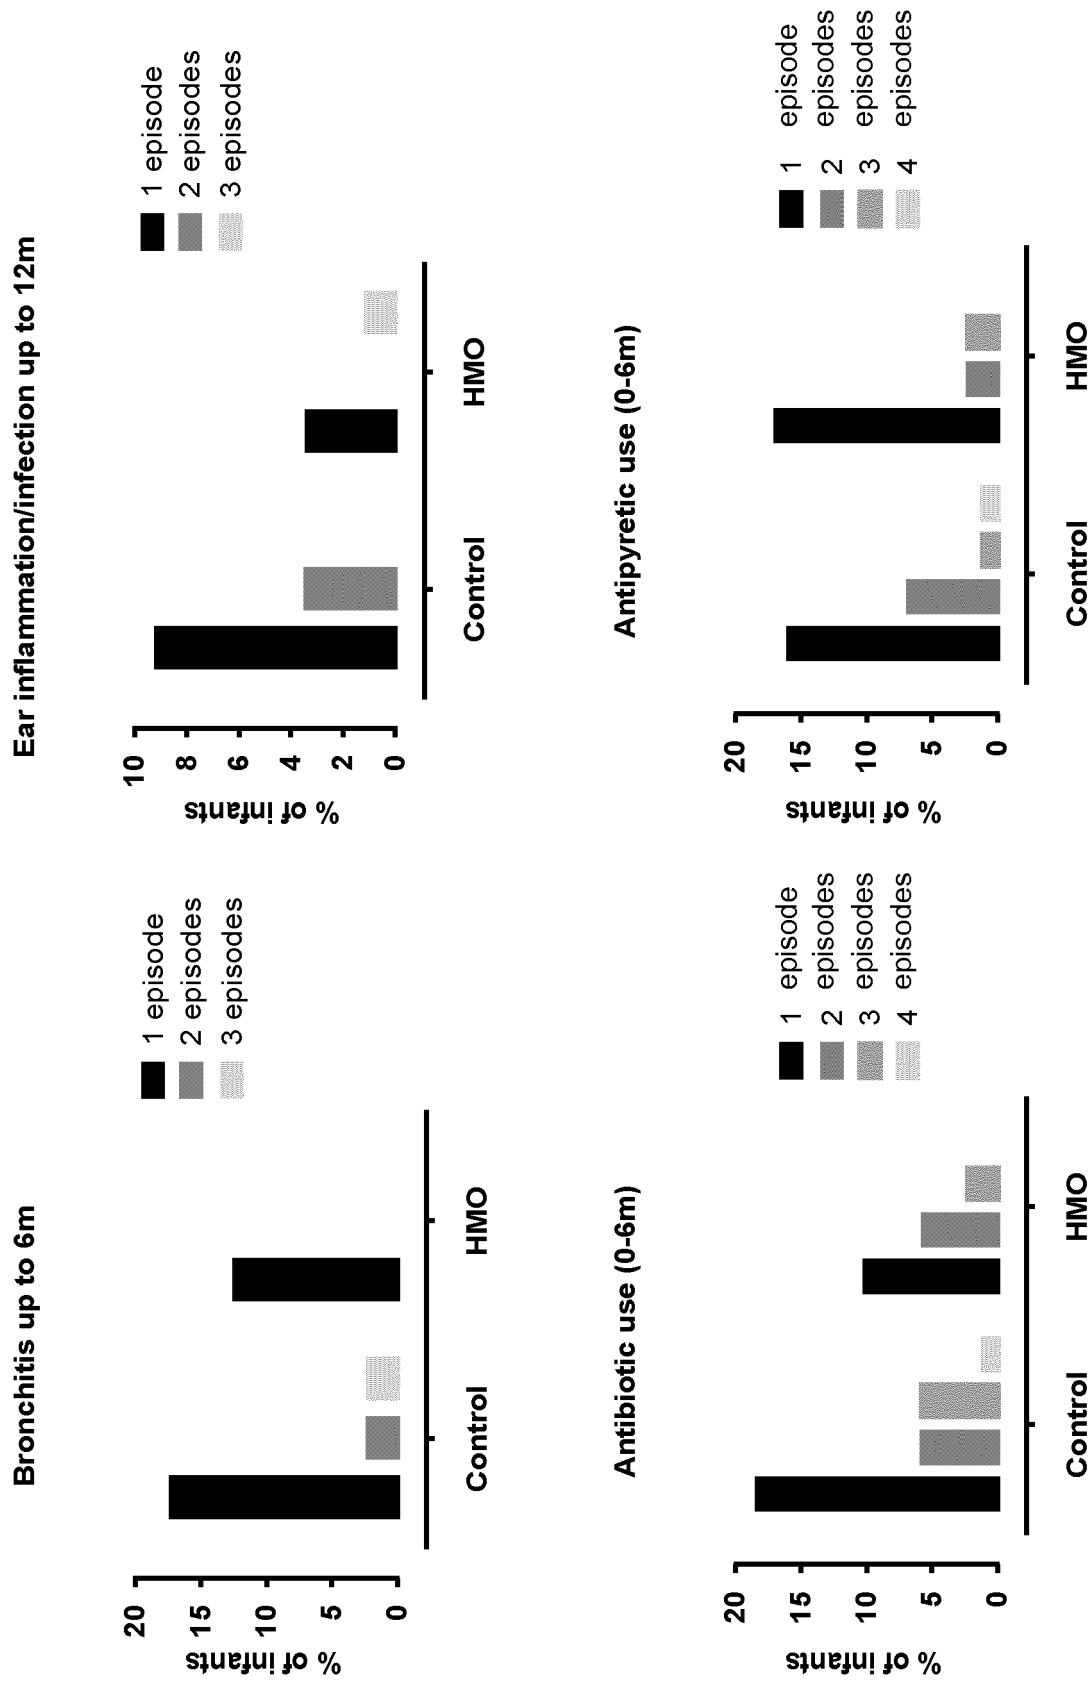 Bronchitis up to 6m
% of infants
20
15
10
5
0
Control
HMO
1 episode
2 episodes
3 episodes
Ear inflammation/infection up to 12m
% of infants
10
8
6
4
2
0
Control
HMO
1 episode
2 episodes
3 episodes
Antibiotic use (0-6m)
% of infants
20
15
10
5
0
Control
HMO
1 episode
2 episodes
3 episodes
4 episodes
Antipyretic use (0-6m)
% of infants
20
15
10
5
0
Control
HMO
1 episode
2 episodes
3 episodes
4 episodes